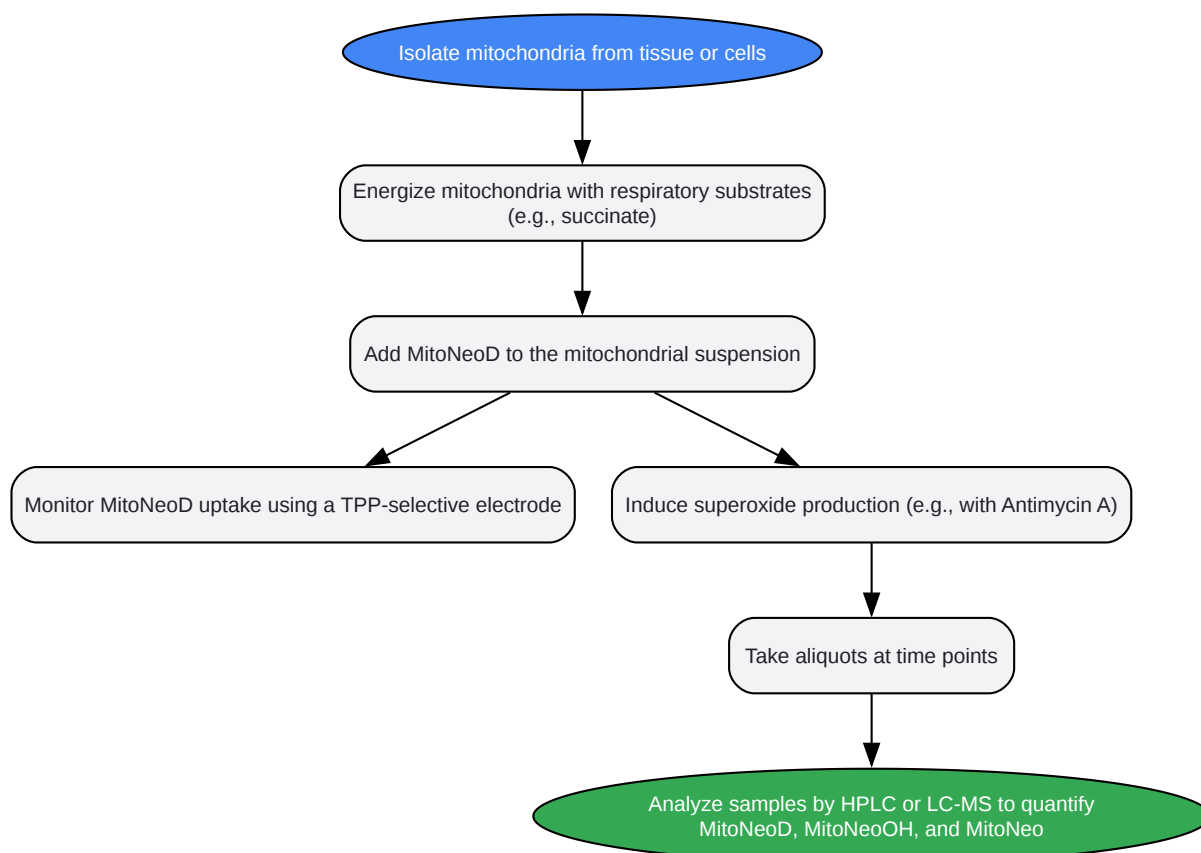 Isolate mitochondria from tissue or cells
Energize mitochondria with respiratory substrates
(e.g., succinate)
Add MitoNeoD to the mitochondrial suspension
Monitor MitoNeoD uptake using a TPP-selective electrode
Induce superoxide production (e.g., with Antimycin A)
Take aliquots at time points
Analyze samples by HPLC or LC-MS to quantify
MitoNeoD, MitoNeoOH, and MitoNeo